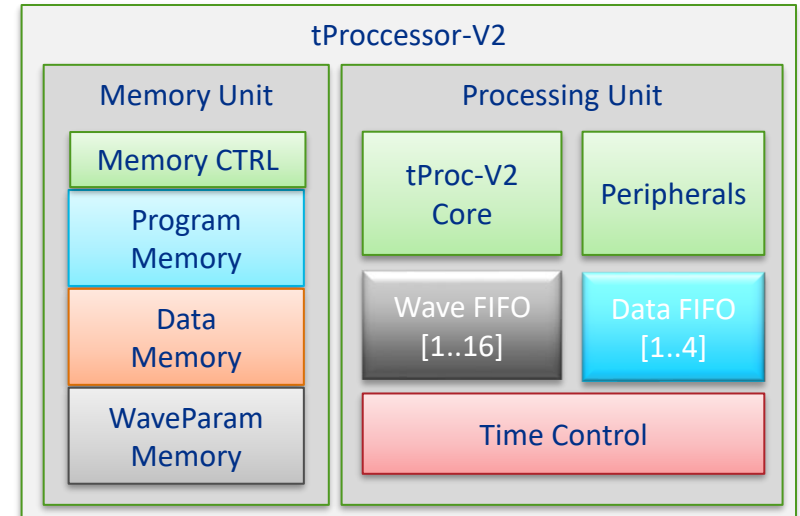 tProccessor-V2
Memory Unit
Memory CTRL
Program
Memory
Data
Memory
WaveParam
Memory
Processing Unit
tProc-V2
Core
Peripherals
Wave FIFO
[1..16]
Data FIFO
[1..4]
Time Control